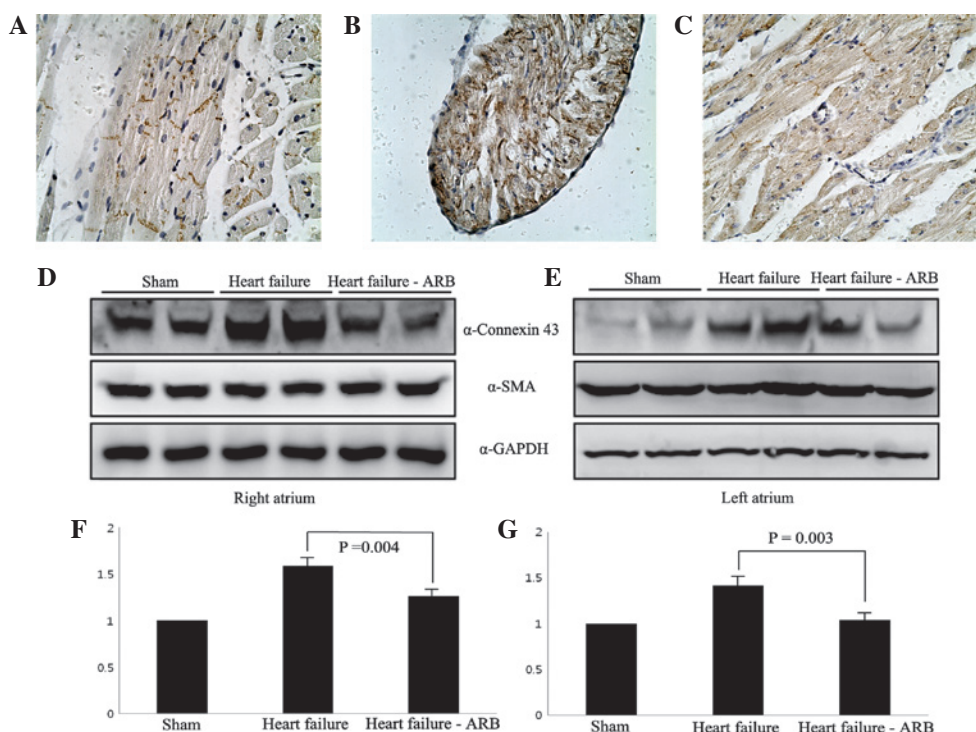 A B C
D Sham Heart failure Heart failure - ARB E Sham Heart failure Heart failure - ARB
α-Connexin 43
α-SMA
α-GAPDH
Right atrium Left atrium
F G
2
1.5
1
0.5
0
P =0.004
Sham Heart failure Heart failure - ARB
2
1.5
1
0.5
0
P = 0.003
Sham Heart failure Heart failure - ARB